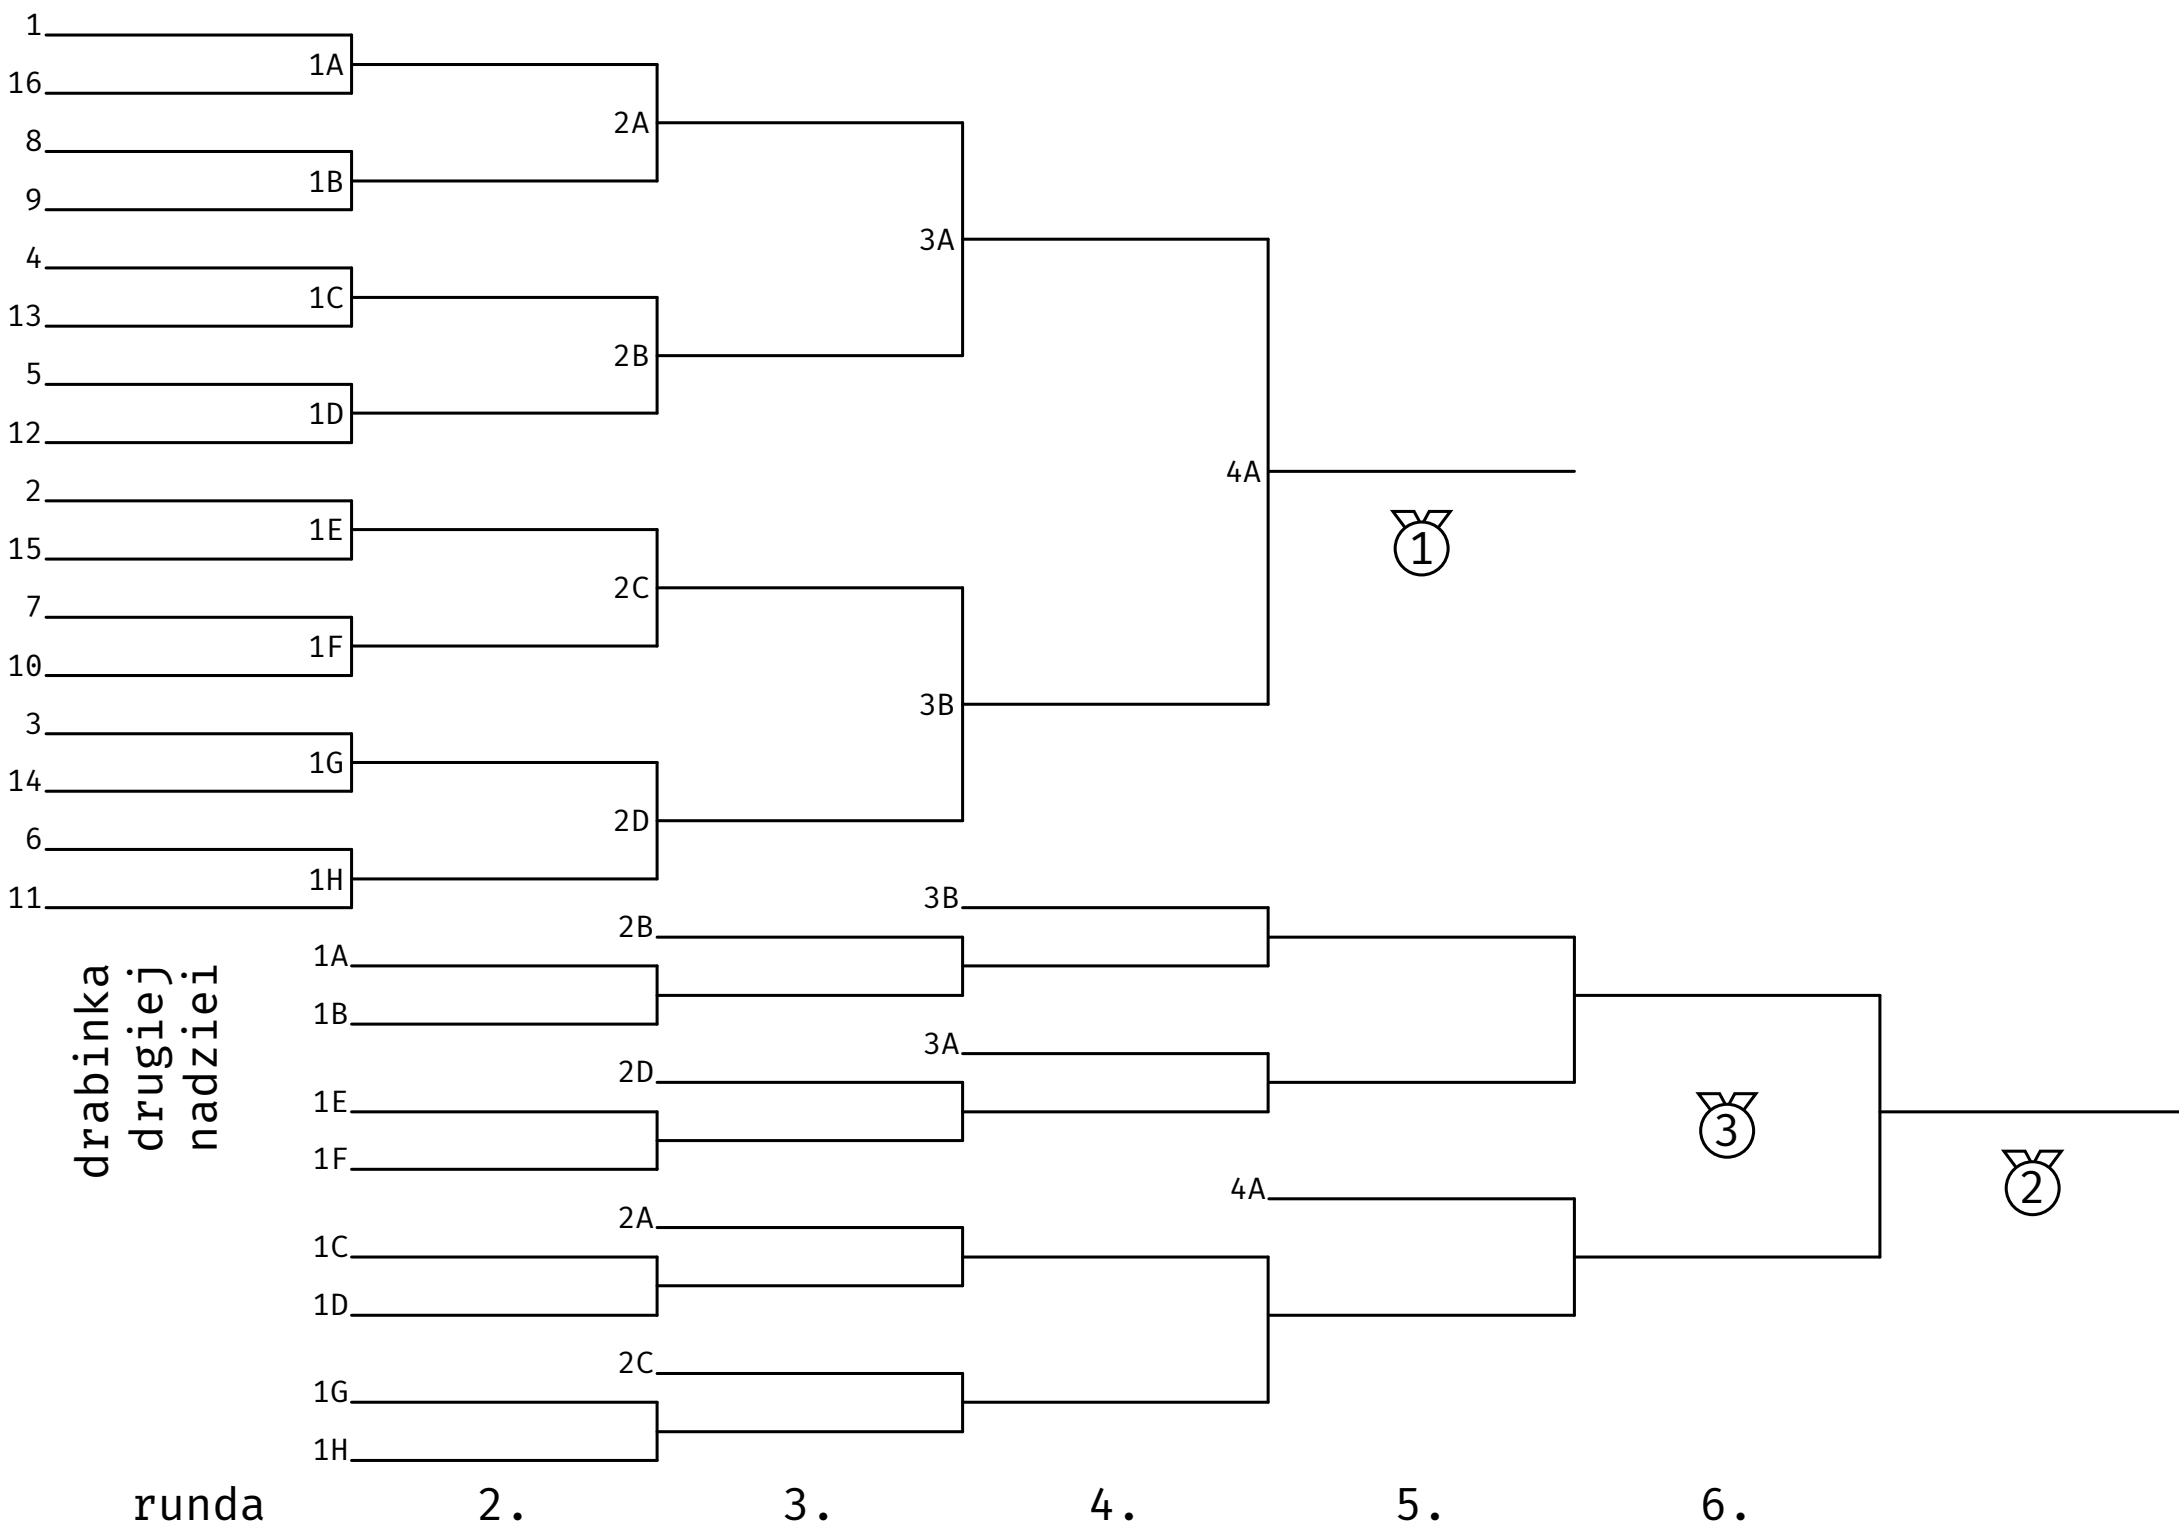 1
1A
16
8
2A
1B
9
3A
4
1C
13
2B
5
1D
12
4A
2
1E
15
①
2C
7
1F
10
3B
3
1G
14
2D
6
1H
11
3B
2B
1A
1B
3A
2D
1E
1F
③
②
4A
2A
1C
1D
2C
1G
1H
drabinka
drugiej
nadziei
runda 2. 3. 4. 5. 6.